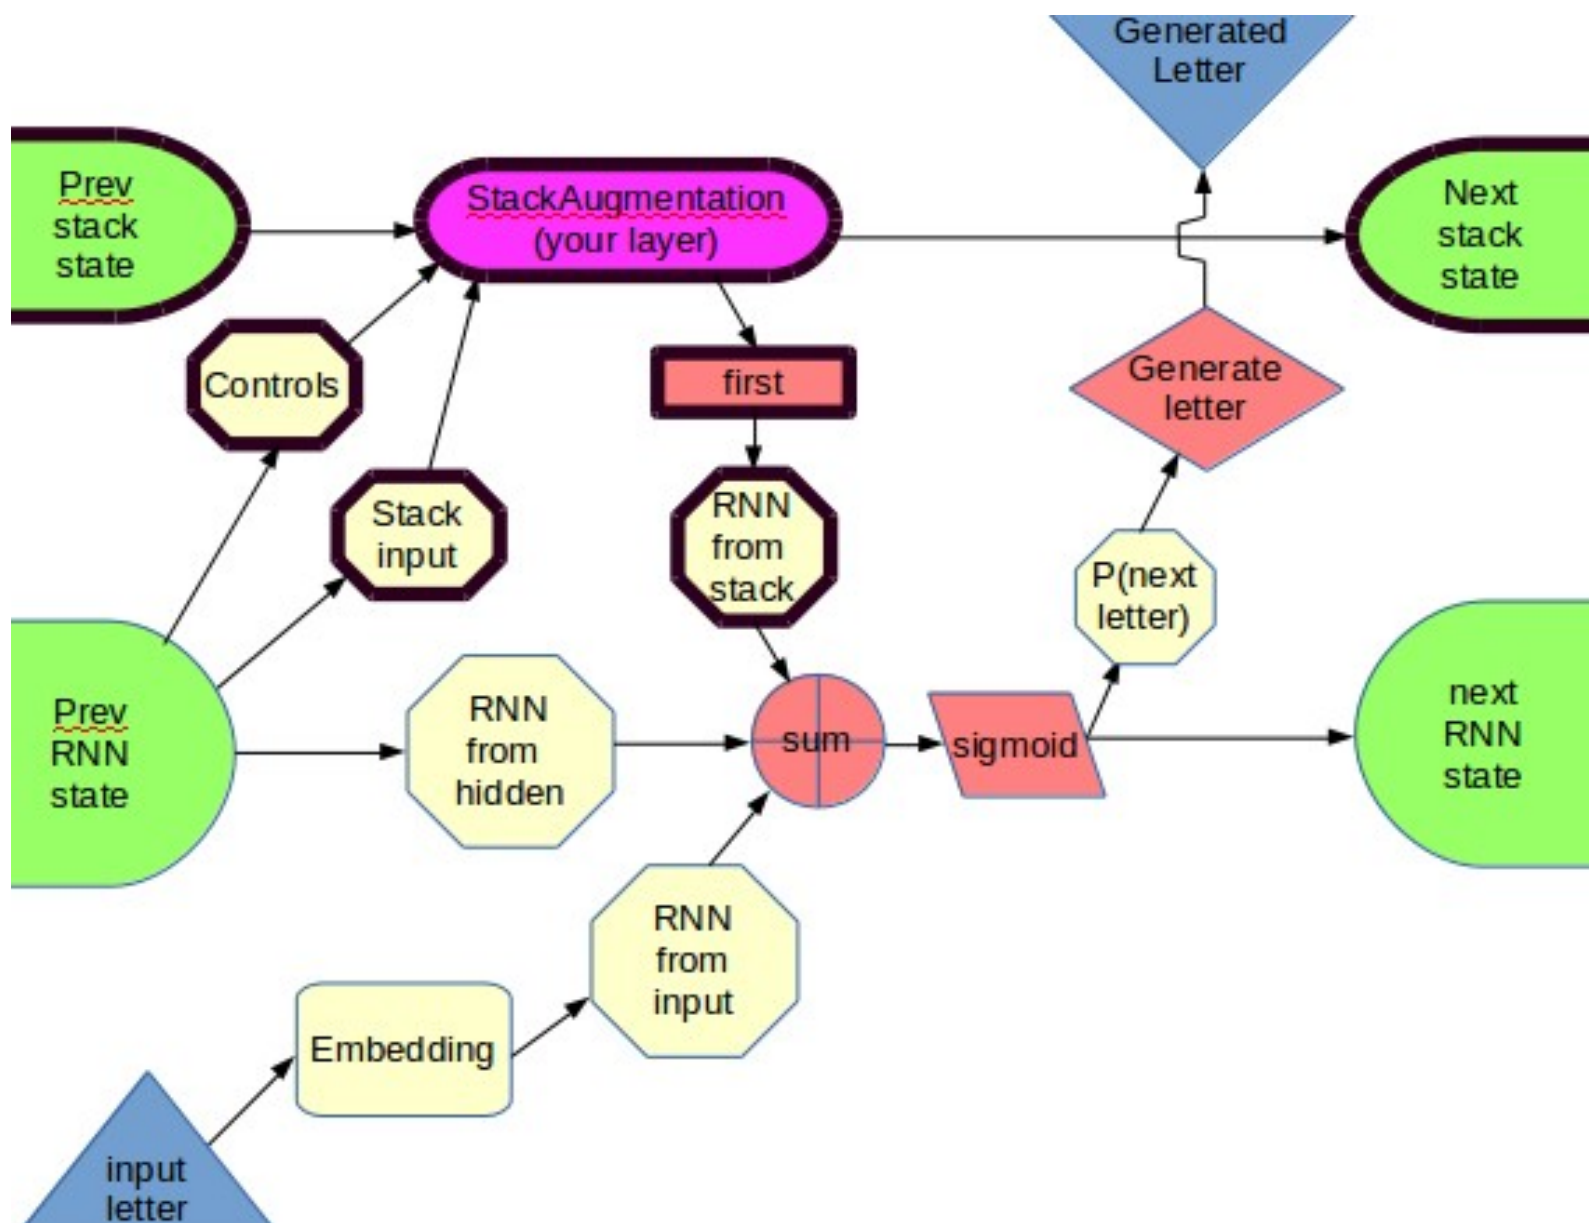 Generated
Letter
Prev
stack
state
StackAugmentation
(your layer)
Next
stack
state
Controls
first
Generate
letter
Stack
input
RNN
from
stack
P(next
letter)
Prev
RNN
state
RNN
from
hidden
sum
sigmoid
next
RNN
state
RNN
from
input
Embedding
input
letter